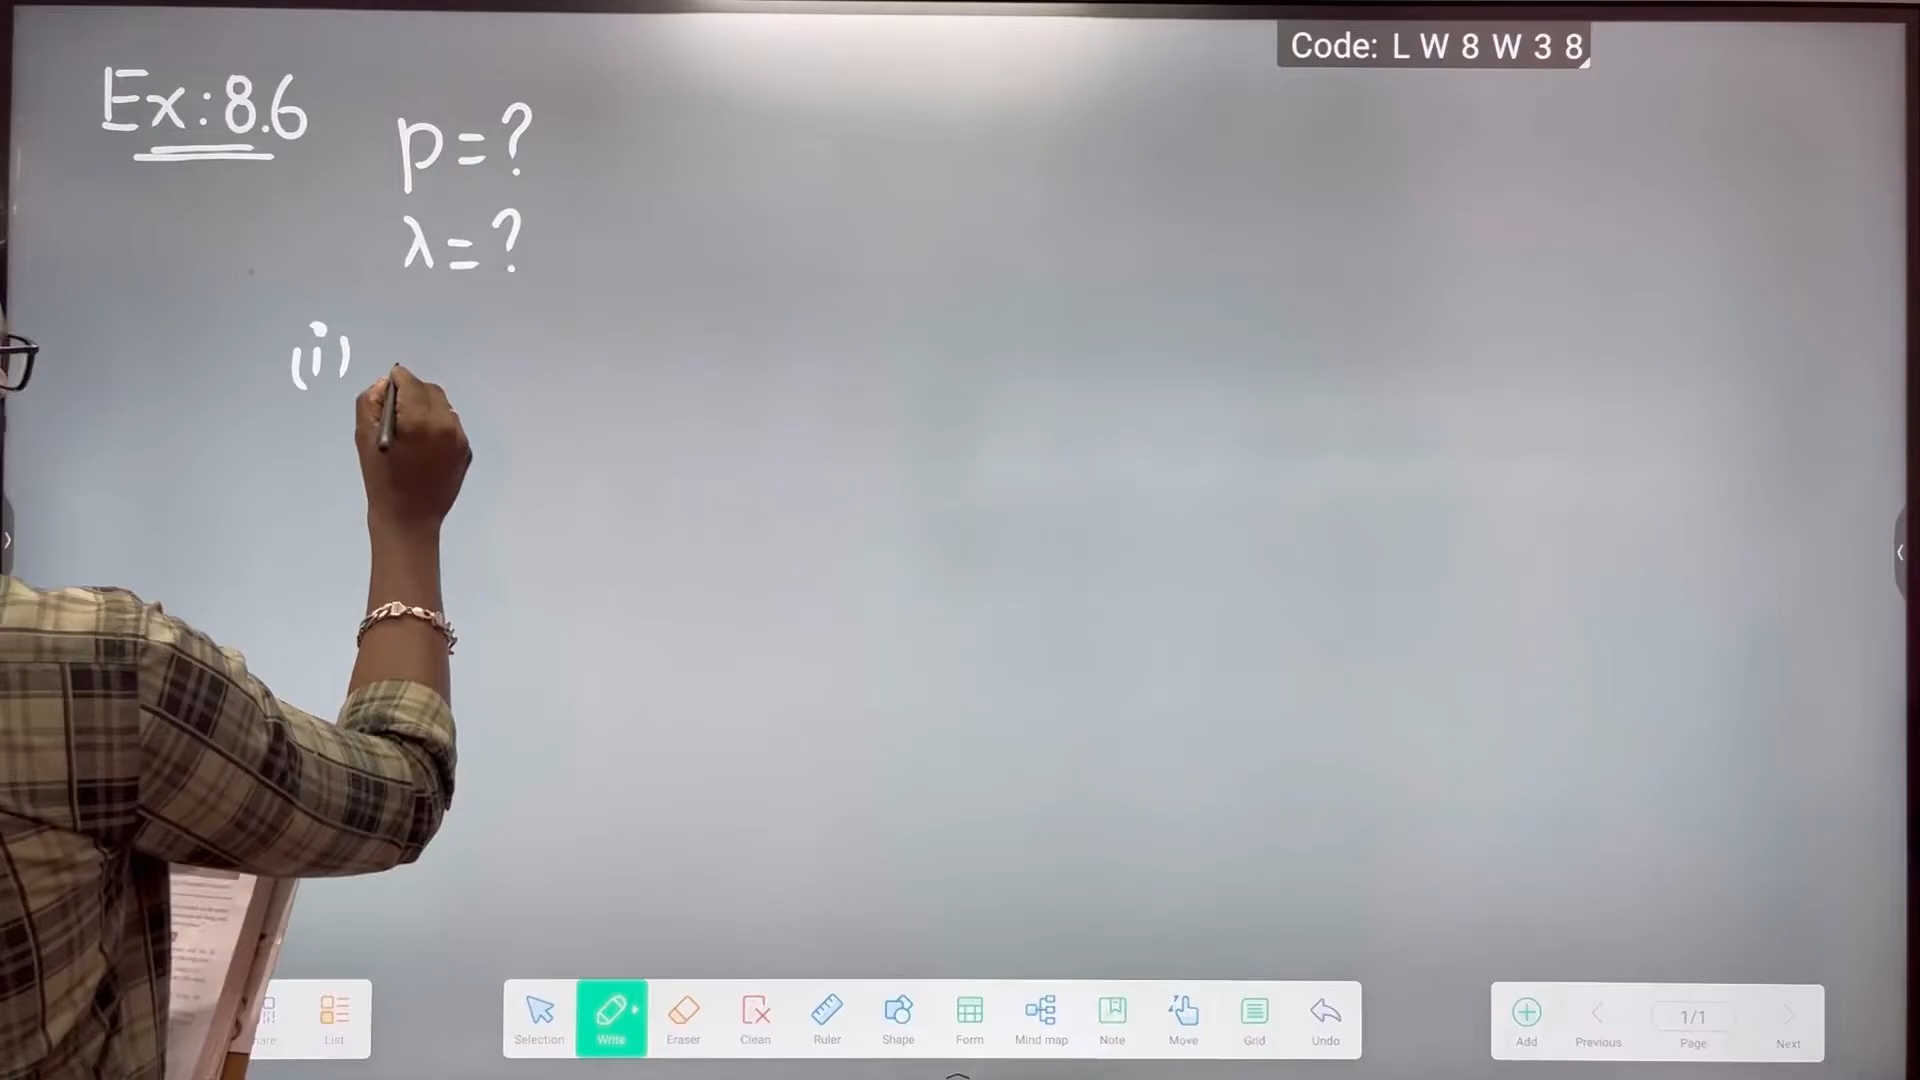 Code: L W 8 W 3 8
Ex: 8.6
p = ?
λ = ?
(i)
List
Selection
Write
Eraser
Clean
Ruler
Shape
Form
Mind map
Note
Move
Grid
Undo
Add
Previous
1/1
Page
Next